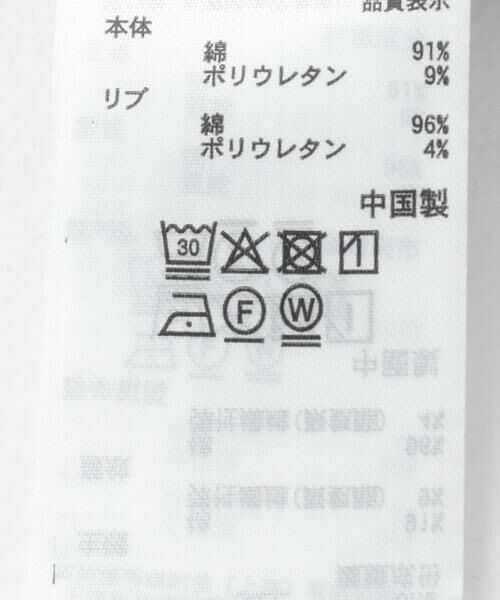 品質表示
本体
綿 91%
ポリウレタン 9%
リブ
綿 96%
ポリウレタン 4%
中国製
30
F W